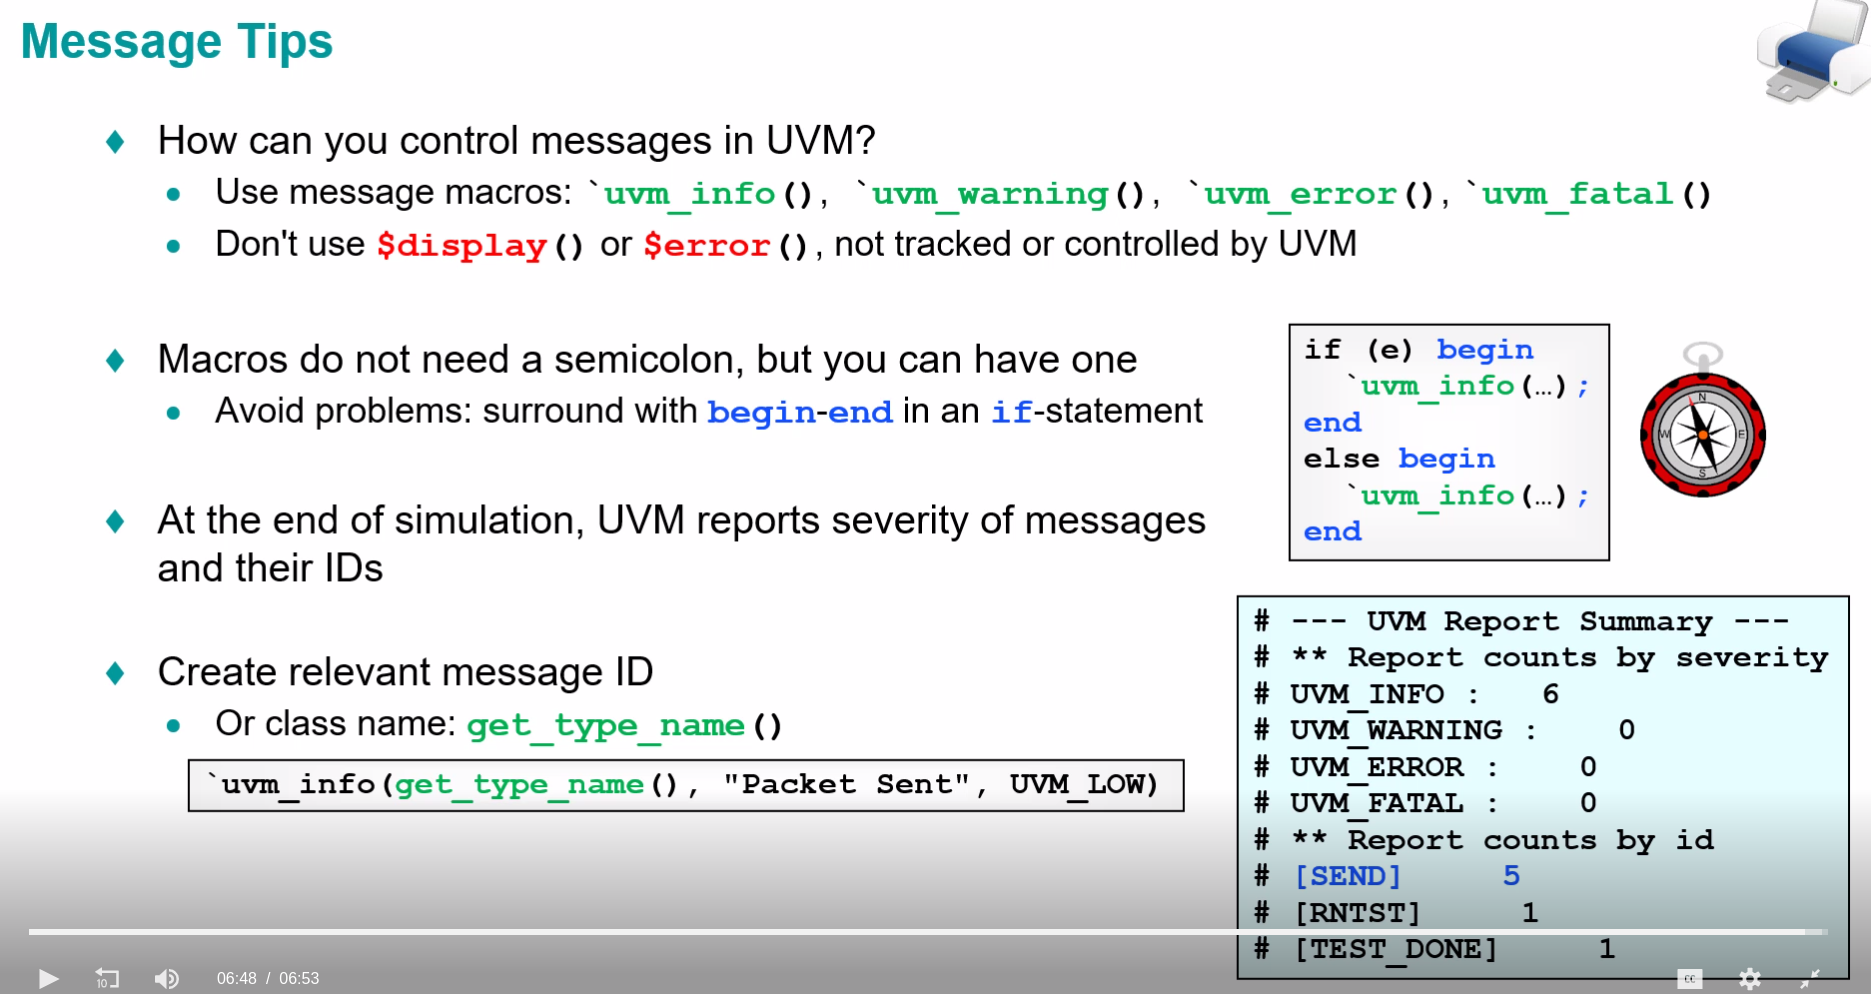 Message Tips
How can you control messages in UVM?
Use message macros: `uvm_info(), `uvm_warning(), `uvm_error(), `uvm_fatal()
Don't use $display() or $error(), not tracked or controlled by UVM
Macros do not need a semicolon, but you can have one
Avoid problems: surround with begin-end in an if-statement
if (e) begin
`uvm_info(…);
end
else begin
`uvm_info(…);
end
N
W E
S
At the end of simulation, UVM reports severity of messages
and their IDs
Create relevant message ID
Or class name: get_type_name()
`uvm_info(get_type_name(), "Packet Sent", UVM_LOW)
# --- UVM Report Summary ---
# ** Report counts by severity
# UVM_INFO : 6
# UVM_WARNING : 0
# UVM_ERROR : 0
# UVM_FATAL : 0
# ** Report counts by id
# [SEND] 5
# [RNTST] 1
# [TEST_DONE] 1
10
06:48 / 06:53
CC